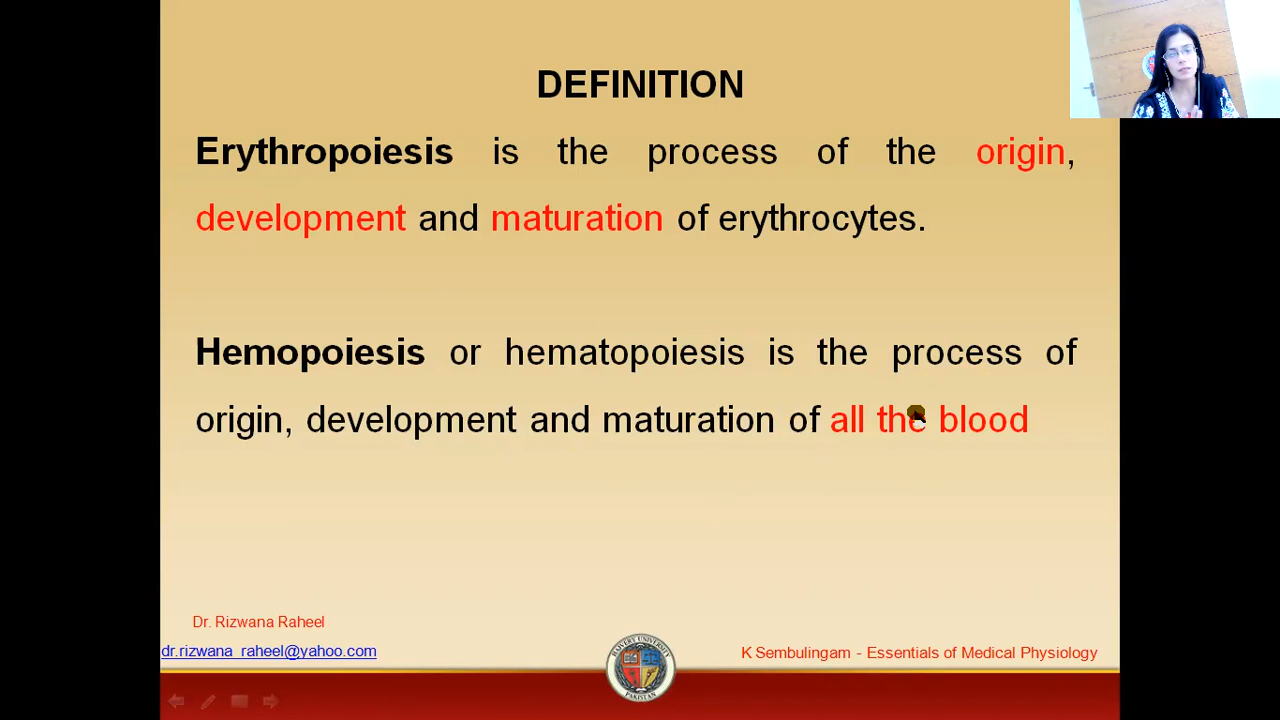 DEFINITION
Erythropoiesis is the process of the origin,
development and maturation of erythrocytes.
Hemopoiesis or hematopoiesis is the process of
origin, development and maturation of all the blood
Dr. Rizwana Raheel
dr.rizwana_raheel@yahoo.com
K Sembulingam - Essentials of Medical Physiology
PAKISTAN